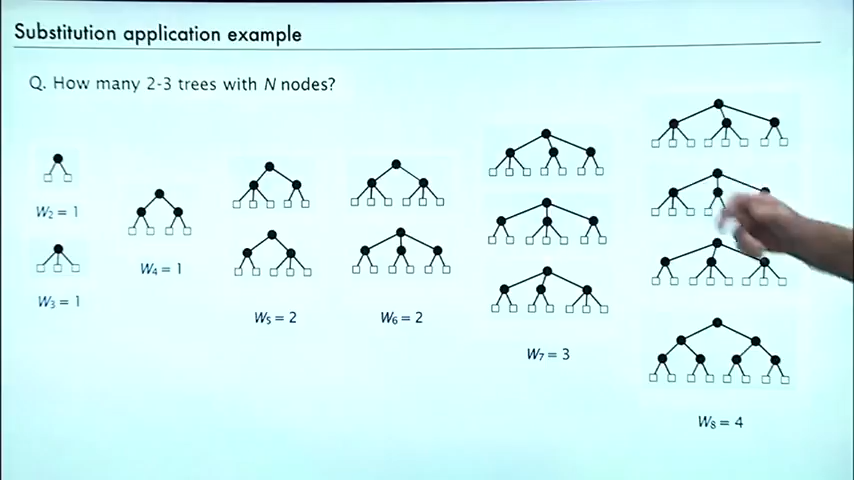 Substitution application example
Q. How many 2-3 trees with N nodes?
W2 = 1
W3 = 1
W4 = 1
W5 = 2
W6 = 2
W7 = 3
W8 = 4